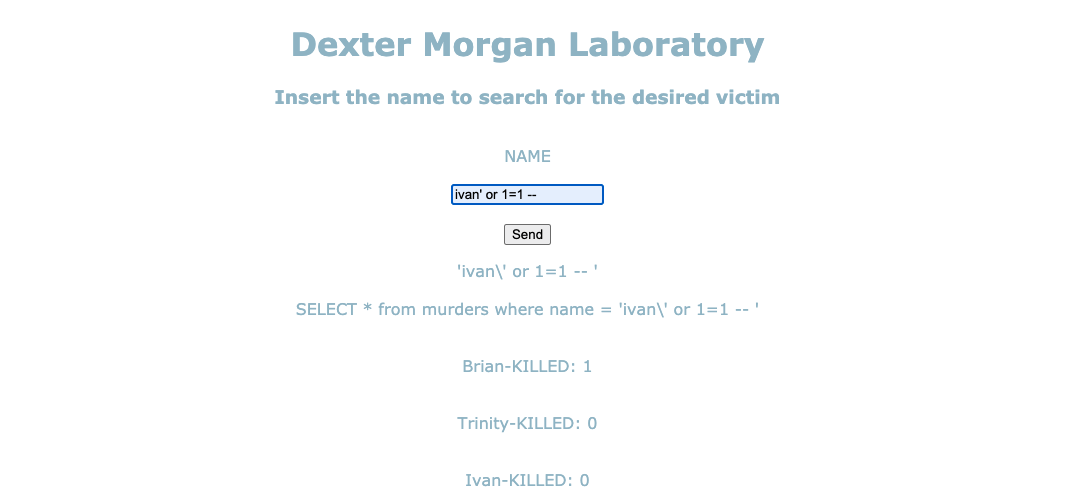 Dexter Morgan Laboratory
Insert the name to search for the desired victim
NAME
ivan' or 1=1 --
Send
'ivan\' or 1=1 -- '
SELECT * from murders where name = 'ivan\' or 1=1 -- '
Brian-KILLED: 1
Trinity-KILLED: 0
Ivan-KILLED: 0